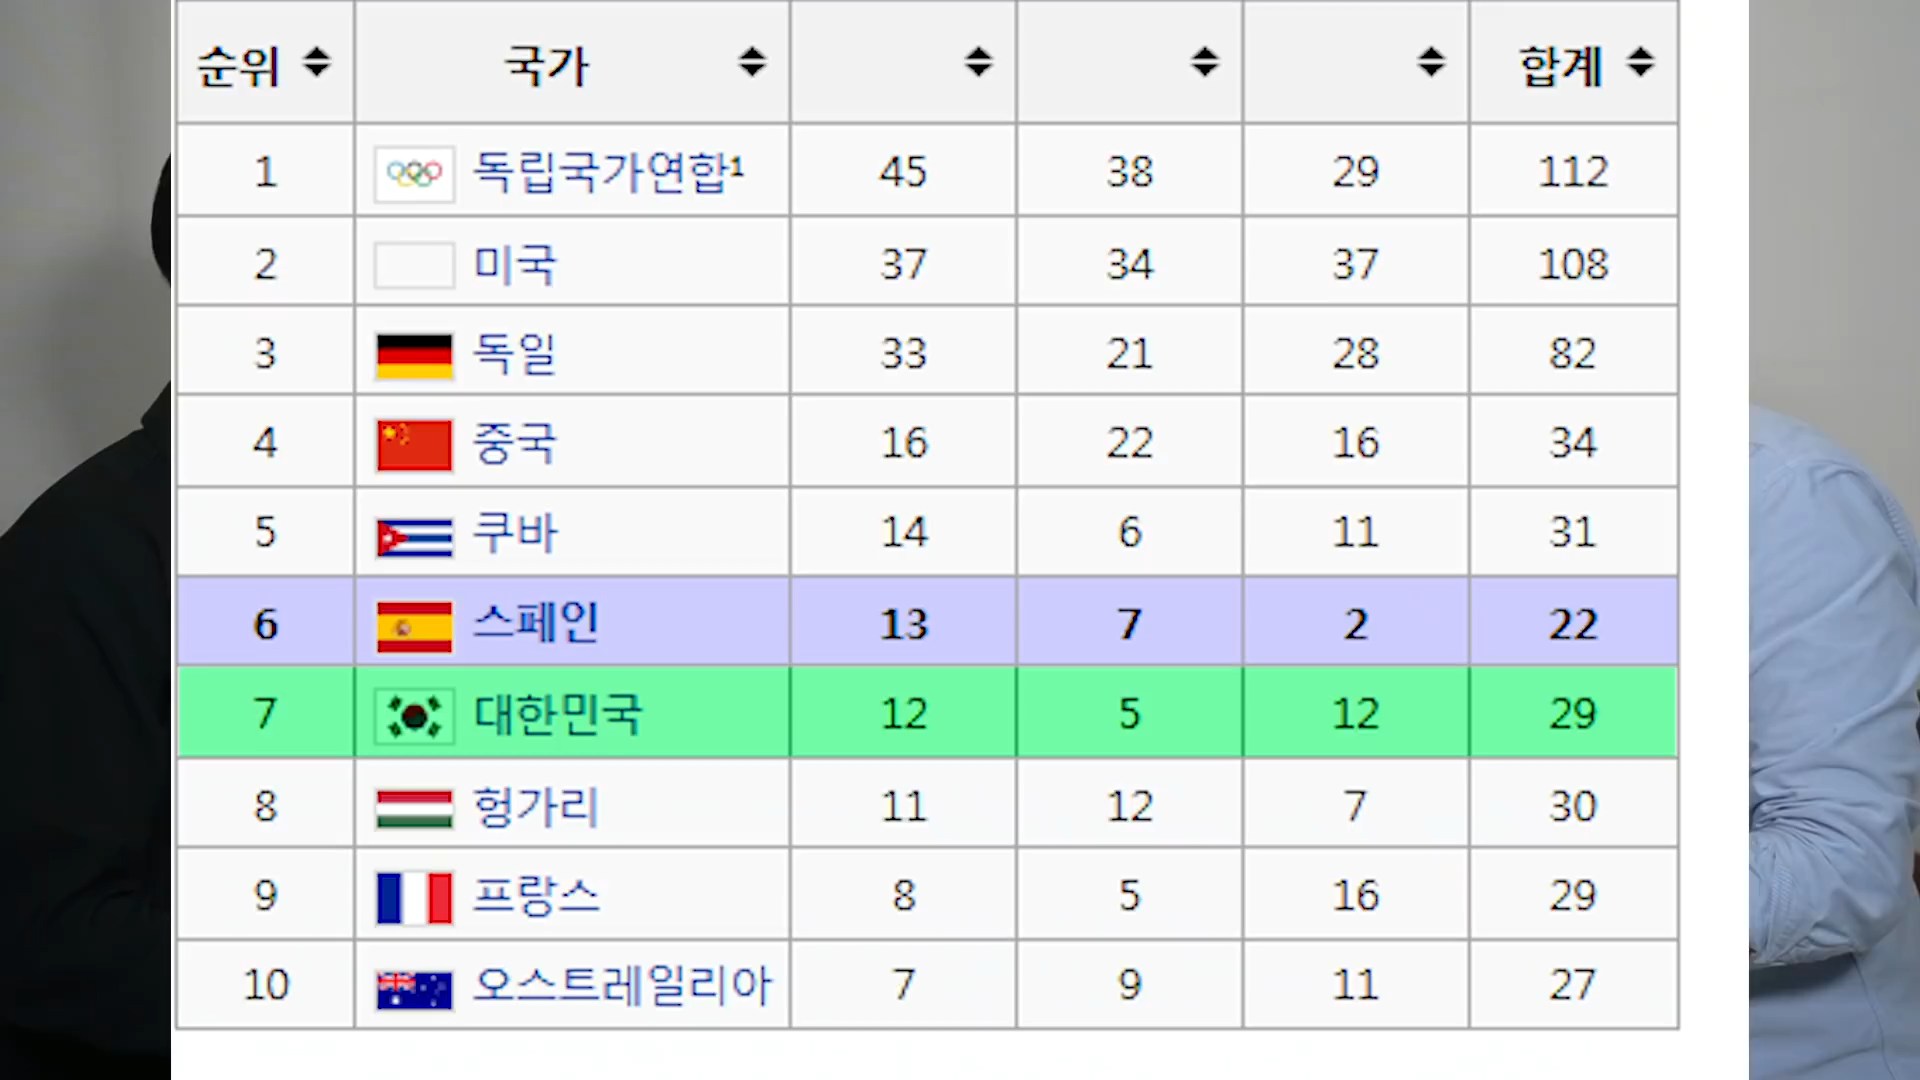 순위 국가 합계
1 독립국가연합¹ 45 38 29 112
2 미국 37 34 37 108
3 독일 33 21 28 82
4 중국 16 22 16 34
5 쿠바 14 6 11 31
6 스페인 13 7 2 22
7 대한민국 12 5 12 29
8 헝가리 11 12 7 30
9 프랑스 8 5 16 29
10 오스트레일리아 7 9 11 27